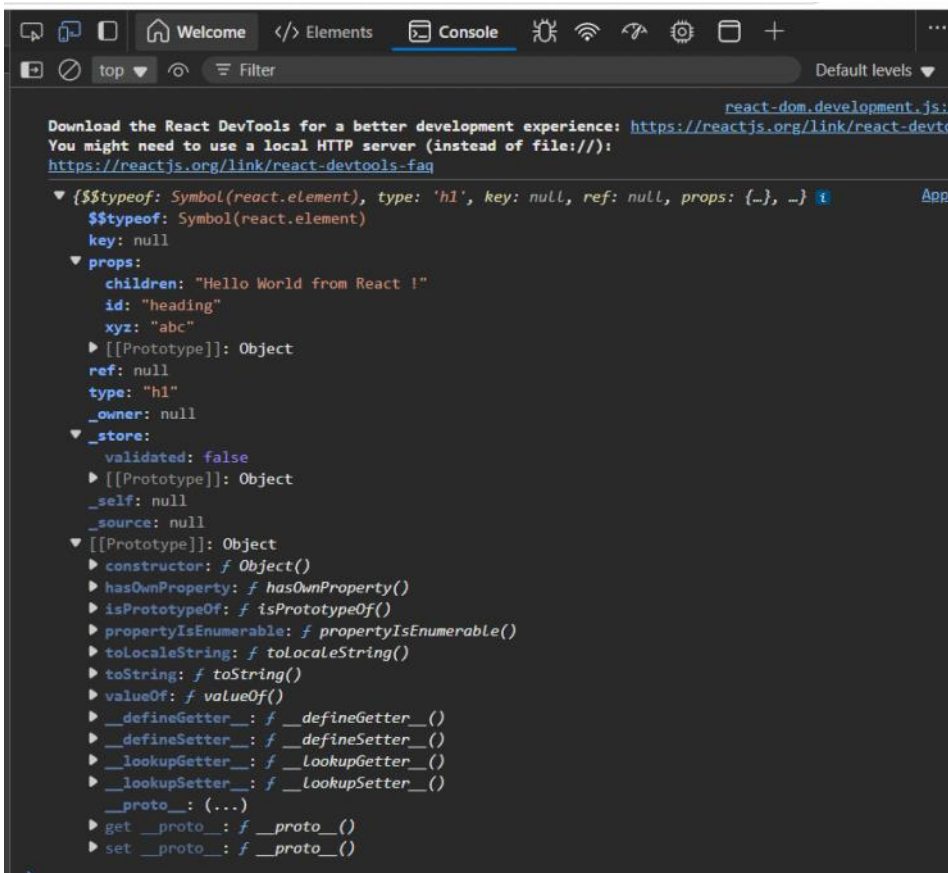 Welcome </> Elements Console
top Filter Default levels
react-dom.development.js:
Download the React DevTools for a better development experience: https://reactjs.org/link/react-devto
You might need to use a local HTTP server (instead of file://):
https://reactjs.org/link/react-devtools-faq
{$$typeof: Symbol(react.element), type: 'h1', key: null, ref: null, props: {…}, …} i App
$$typeof: Symbol(react.element)
key: null
props:
children: "Hello World from React !"
id: "heading"
xyz: "abc"
[[Prototype]]: Object
ref: null
type: "h1"
_owner: null
_store:
validated: false
[[Prototype]]: Object
_self: null
_source: null
[[Prototype]]: Object
constructor: ƒ Object()
hasOwnProperty: ƒ hasOwnProperty()
isPrototypeOf: ƒ isPrototypeOf()
propertyIsEnumerable: ƒ propertyIsEnumerable()
toLocaleString: ƒ toLocaleString()
toString: ƒ toString()
valueOf: ƒ valueOf()
__defineGetter__: ƒ __defineGetter__()
__defineSetter__: ƒ __defineSetter__()
__lookupGetter__: ƒ __lookupGetter__()
__lookupSetter__: ƒ __lookupSetter__()
__proto__: (...)
get __proto__: ƒ __proto__()
set __proto__: ƒ __proto__()